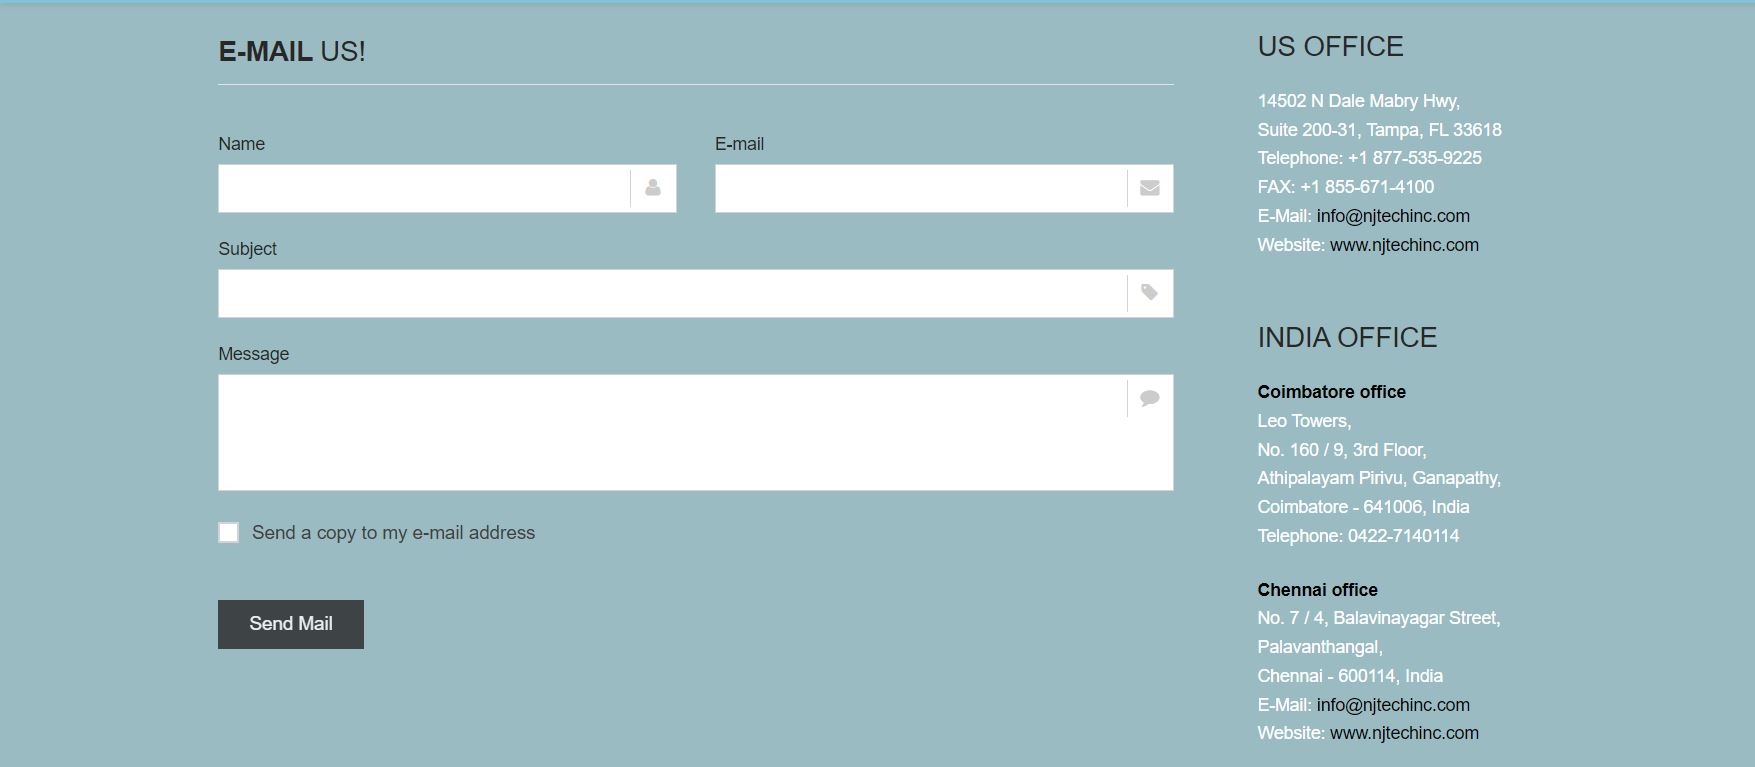 E-MAIL US!
Name
E-mail
Subject
Message
Send a copy to my e-mail address
Send Mail
US OFFICE
14502 N Dale Mabry Hwy,
Suite 200-31, Tampa, FL 33618
Telephone: +1 877-535-9225
FAX: +1 855-671-4100
E-Mail: info@njtechinc.com
Website: www.njtechinc.com
INDIA OFFICE
Coimbatore office
Leo Towers,
No. 160 / 9, 3rd Floor,
Athipalayam Pirivu, Ganapathy,
Coimbatore - 641006, India
Telephone: 0422-7140114
Chennai office
No. 7 / 4, Balavinayagar Street,
Palavanthangal,
Chennai - 600114, India
E-Mail: info@njtechinc.com
Website: www.njtechinc.com